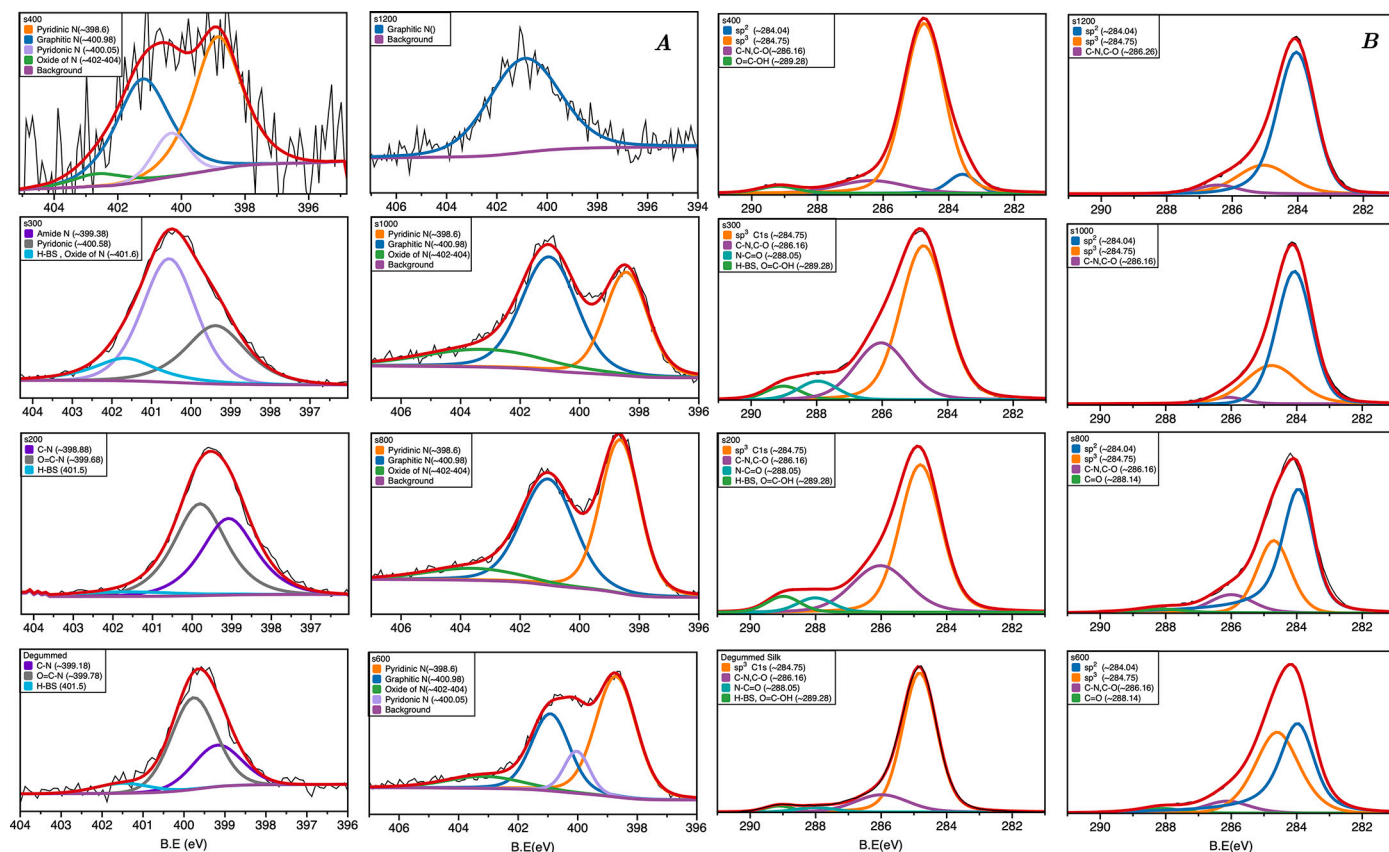 s400
Pyridinic N(~398.6)
Graphitic N(~400.98)
Pyridonic N(~400.05)
Oxide of N (~402-404)
Background
404 402 400 398 396
s1200
Graphitic N()
Background
A
406 404 402 400 398 396 394
s400
sp² (~284.04)
sp³ (~284.75)
C-N,C-O(~286.16)
O=C-OH (~289.28)
290 288 286 284 282
s1200
sp² (~284.04)
sp³ (~284.75)
C-N,C-O (~286.26)
B
290 288 286 284 282
s300
Amide N (~399.38)
Pyridonic (~400.58)
H-BS , Oxide of N (~401.6)
404 403 402 401 400 399 398 397
s1000
Pyridinic N(~398.6)
Graphitic N(~400.98)
Oxide of N(~402-404)
Background
406 404 402 400 398 396
s300
sp³ C1s (~284.75)
C-N,C-O (~286.16)
N-C=O (~288.05)
H-BS, O=C-OH (~289.28)
290 288 286 284 282
s1000
sp² (~284.04)
sp³ (~284.75)
C-N,C-O (~286.16)
290 288 286 284 282
s200
C-N (~398.88)
O=C-N (~399.68)
H-BS (401.5)
404 403 402 401 400 399 398 397
s800
Pyridinic N(~398.6)
Graphitic N(~400.98)
Oxide of N(~402-404)
Background
406 404 402 400 398 396
s200
sp³ C1s (~284.75)
C-N,C-O (~286.16)
N-C=O (~288.05)
H-BS, O=C-OH (~289.28)
290 288 286 284 282
s800
sp² (~284.04)
sp³ (~284.75)
C-N,C-O (~286.16)
C=O (~288.14)
290 288 286 284 282
Degummed
C-N (~399.18)
O=C-N (~399.78)
H-BS (401.5)
404 403 402 401 400 399 398 397 396
B.E (eV)
s600
Pyridinic N(~398.6)
Graphitic N(~400.98)
Oxide of N(~402-404)
Pyridonic N (~400.05)
Background
406 404 402 400 398 396
B.E(eV)
Degummed Silk
sp³ C1s (~284.75)
C-N,C-O (~286.16)
N-C=O (~288.05)
H-BS, O=C-OH (~289.28)
290 288 286 284 282
B.E(eV)
s600
sp² (~284.04)
sp³ (~284.75)
C-N,C-O(~286.16)
C=O (~288.14)
290 288 286 284 282
B.E(eV)